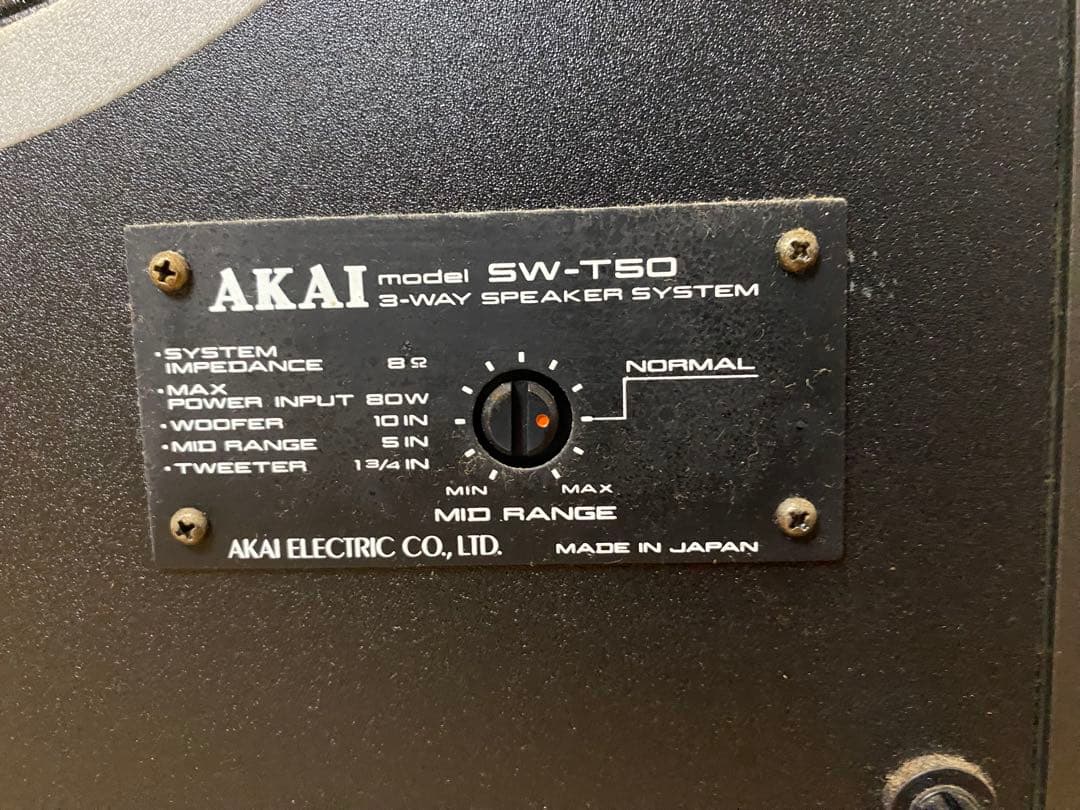 AKAI model SW-T50
3-WAY SPEAKER SYSTEM
•SYSTEM
IMPEDANCE 8Ω
•MAX
POWER INPUT 80W
•WOOFER 10 IN
•MID RANGE 5 IN
•TWEETER 1 3/4 IN
NORMAL
MIN MAX
MID RANGE
AKAI ELECTRIC CO., LTD. MADE IN JAPAN